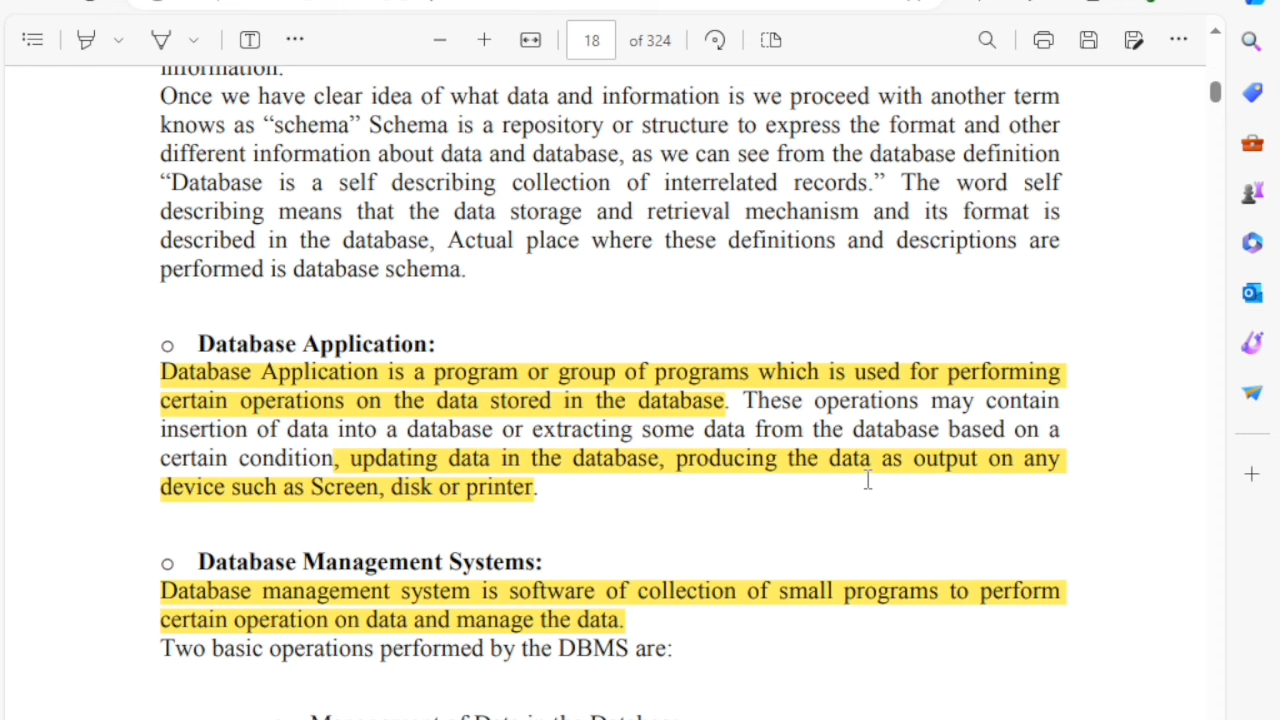 18 of 324
information.
Once we have clear idea of what data and information is we proceed with another term
knows as “schema” Schema is a repository or structure to express the format and other
different information about data and database, as we can see from the database definition
“Database is a self describing collection of interrelated records.” The word self
describing means that the data storage and retrieval mechanism and its format is
described in the database, Actual place where these definitions and descriptions are
performed is database schema.
o Database Application:
Database Application is a program or group of programs which is used for performing
certain operations on the data stored in the database. These operations may contain
insertion of data into a database or extracting some data from the database based on a
certain condition, updating data in the database, producing the data as output on any
device such as Screen, disk or printer.
o Database Management Systems:
Database management system is software of collection of small programs to perform
certain operation on data and manage the data.
Two basic operations performed by the DBMS are:
Management of Data in the Database